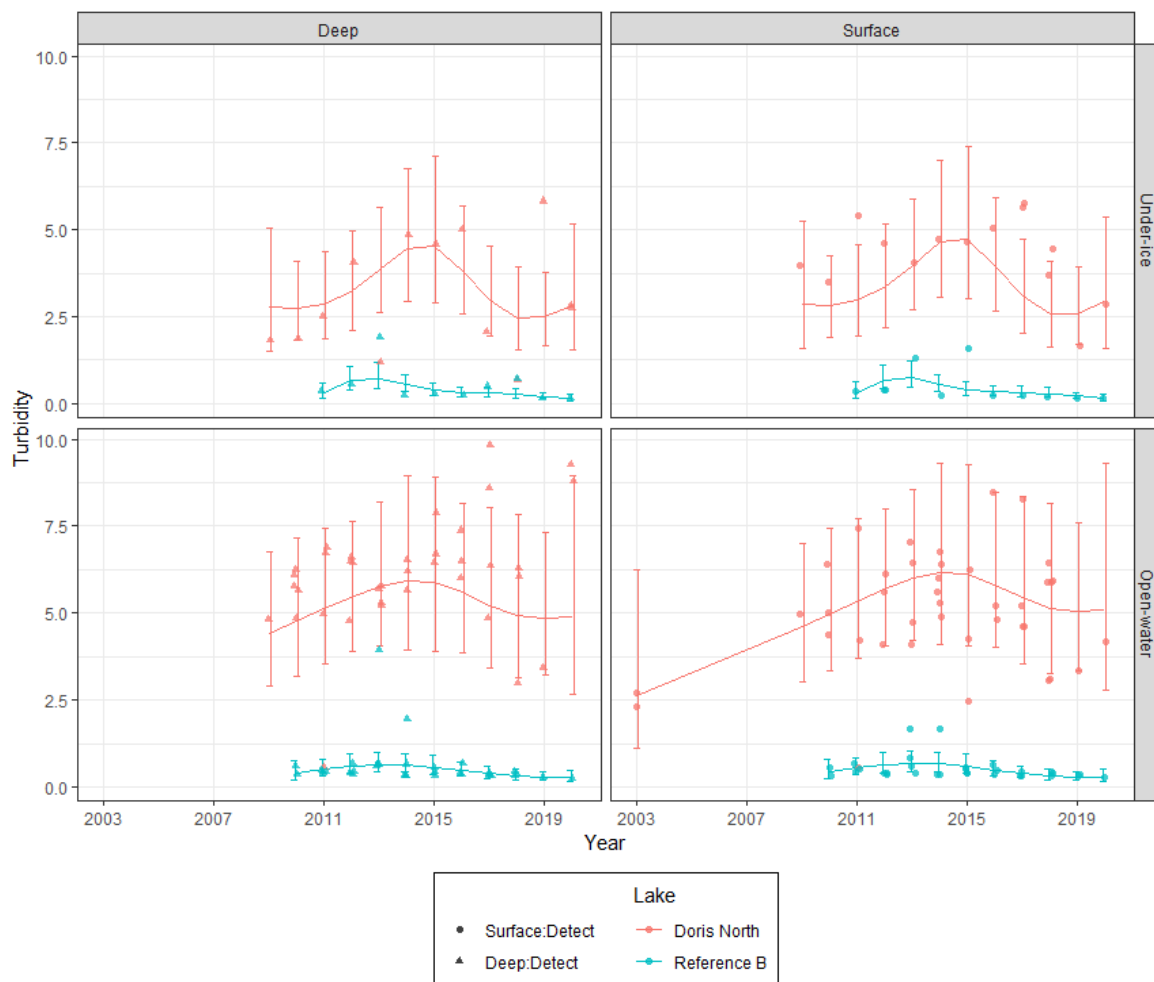 Deep
Surface
10.0
7.5
5.0
2.5
0.0
Under-ice
Turbidity
10.0
7.5
5.0
2.5
0.0
Open-water
2003 2007 2011 2015 2019 2003 2007 2011 2015 2019
Year
Lake
Surface:Detect Doris North
Deep:Detect Reference B